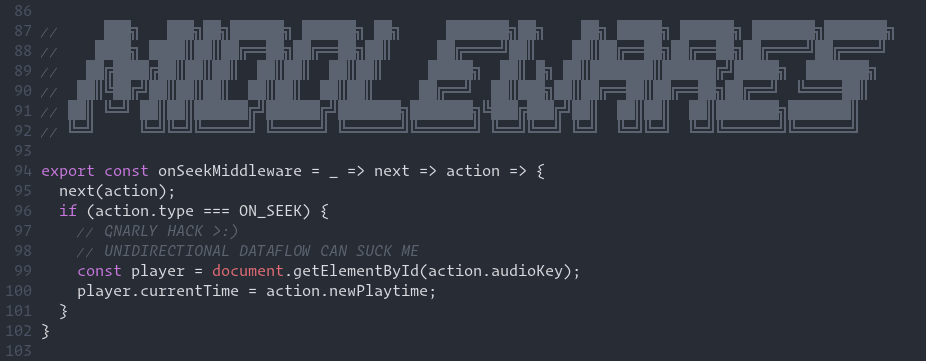 86
87 //
88 //
89 // MIDDLEWARES
90 //
91 //
92 //
93
94 export const onSeekMiddleware = _ => next => action => {
95 next(action);
96 if (action.type === ON_SEEK) {
97 // GNARLY HACK >:)
98 // UNIDIRECTIONAL DATAFLOW CAN SUCK ME
99 const player = document.getElementById(action.audioKey);
100 player.currentTime = action.newPlaytime;
101 }
102 }
103